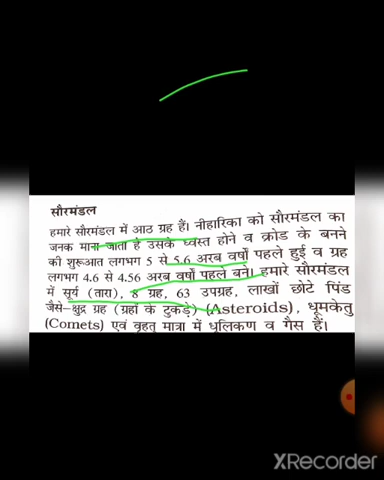 सौरमंडल
हमारे सौरमंडल में आठ ग्रह हैं। नीहारिका को सौरमंडल का
जनक माना जाता है उसके ध्वस्त होने व क्रोड के बनने
की शुरूआत लगभग 5 से 5.6 अरब वर्षों पहले हुई व ग्रह
लगभग 4.6 से 4.56 अरब वर्षों पहले बने। हमारे सौरमंडल
में सूर्य (तारा), 8 ग्रह, 63 उपग्रह, लाखों छोटे पिंड
जैसे–क्षुद्र ग्रह (ग्रहों के टुकड़े) (Asteroids), धूमकेतु
(Comets) एवं वृहत् मात्रा में धूलिकण व गैस हैं।
XRecorder